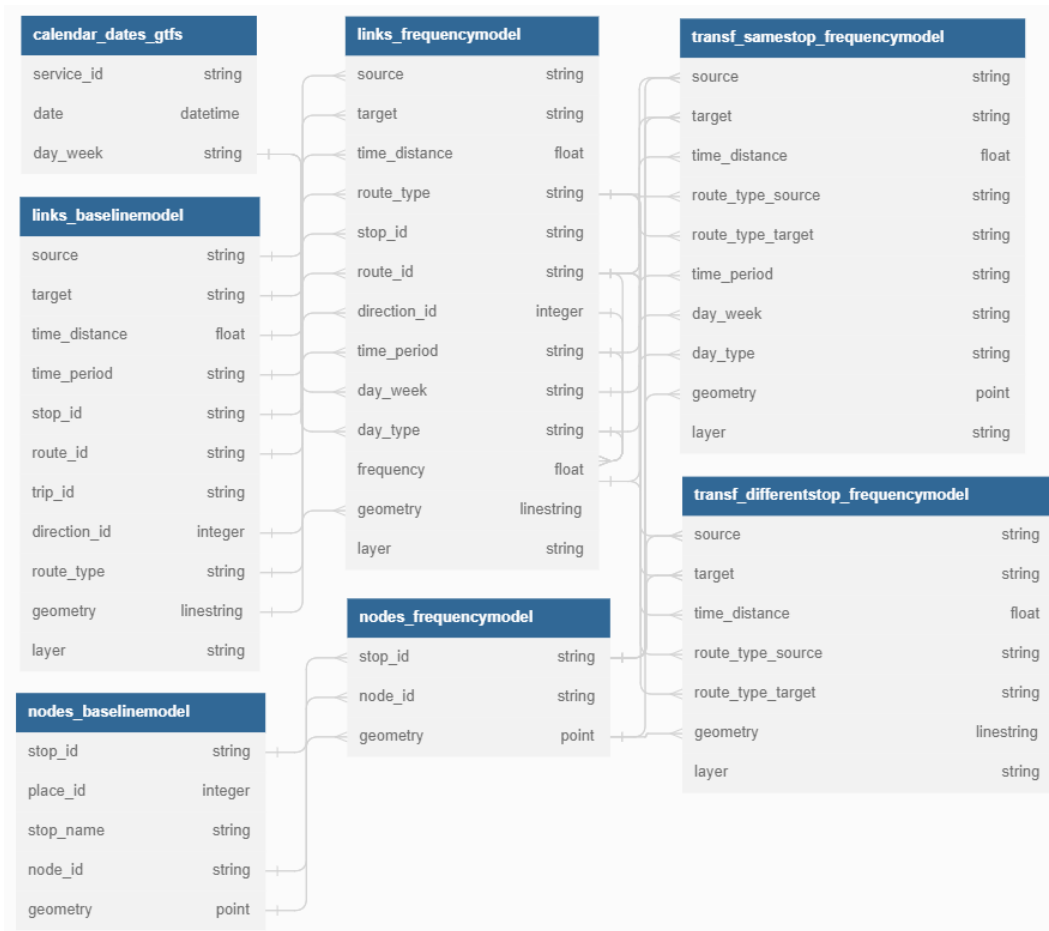 calendar_dates_gtfs
service_id string
date datetime
day_week string
links_baselinemodel
source string
target string
time_distance float
time_period string
stop_id string
route_id string
trip_id string
direction_id integer
route_type string
geometry linestring
layer string
nodes_baselinemodel
stop_id string
place_id integer
stop_name string
node_id string
geometry point
links_frequencymodel
source string
target string
time_distance float
route_type string
stop_id string
route_id string
direction_id integer
time_period string
day_week string
day_type string
frequency float
geometry linestring
layer string
nodes_frequencymodel
stop_id string
node_id string
geometry point
transf_samestop_frequencymodel
source string
target string
time_distance float
route_type_source string
route_type_target string
time_period string
day_week string
day_type string
geometry point
layer string
transf_differentstop_frequencymodel
source string
target string
time_distance float
route_type_source string
route_type_target string
geometry linestring
layer string